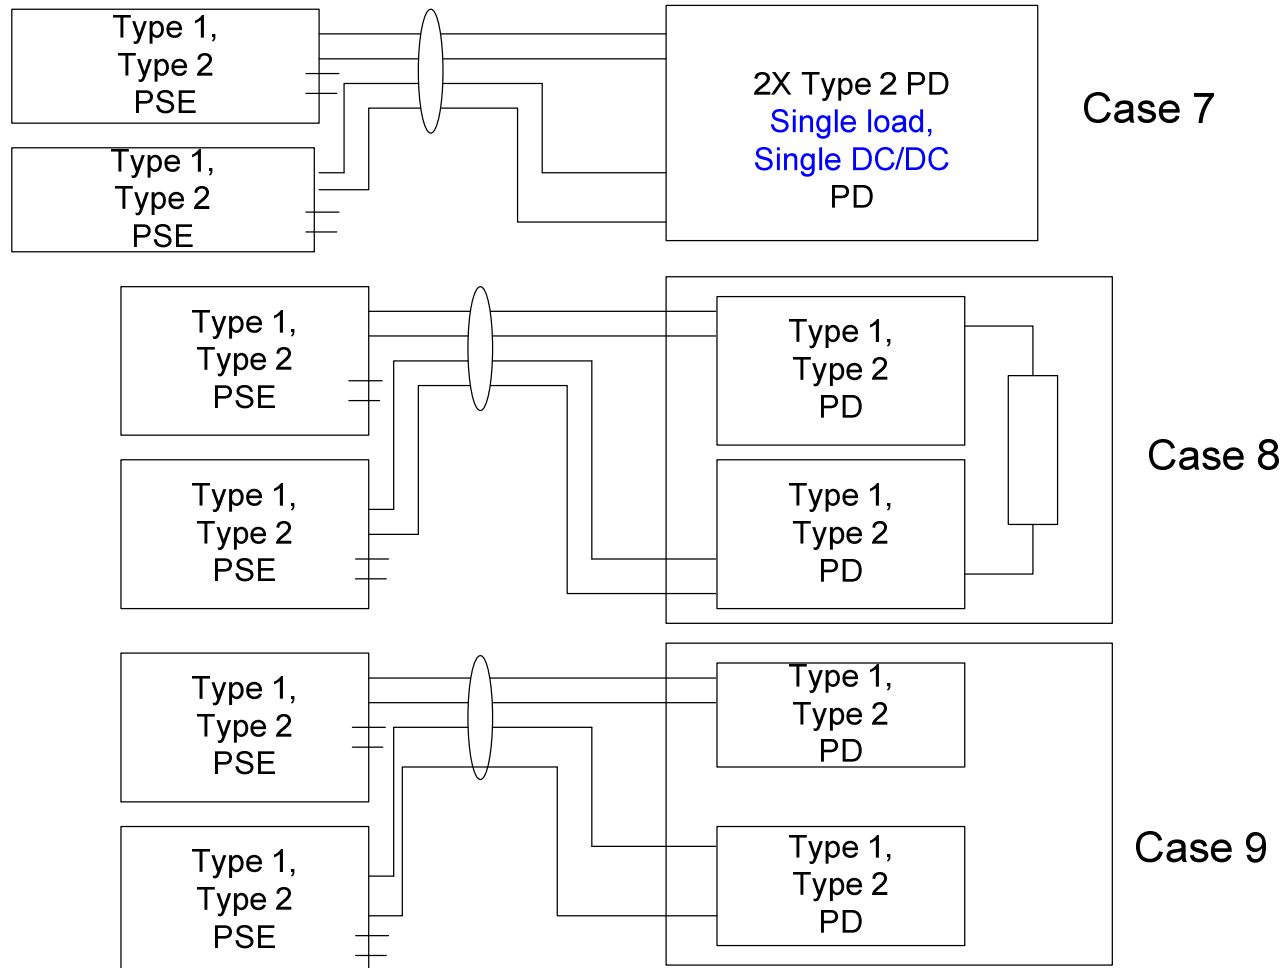 Type 1,
Type 2
PSE
Type 1,
Type 2
PSE
2X Type 2 PD
Single load,
Single DC/DC
PD
Case 7
Type 1,
Type 2
PSE
Type 1,
Type 2
PSE
Type 1,
Type 2
PD
Type 1,
Type 2
PD
Case 8
Type 1,
Type 2
PSE
Type 1,
Type 2
PSE
Type 1,
Type 2
PD
Type 1,
Type 2
PD
Case 9